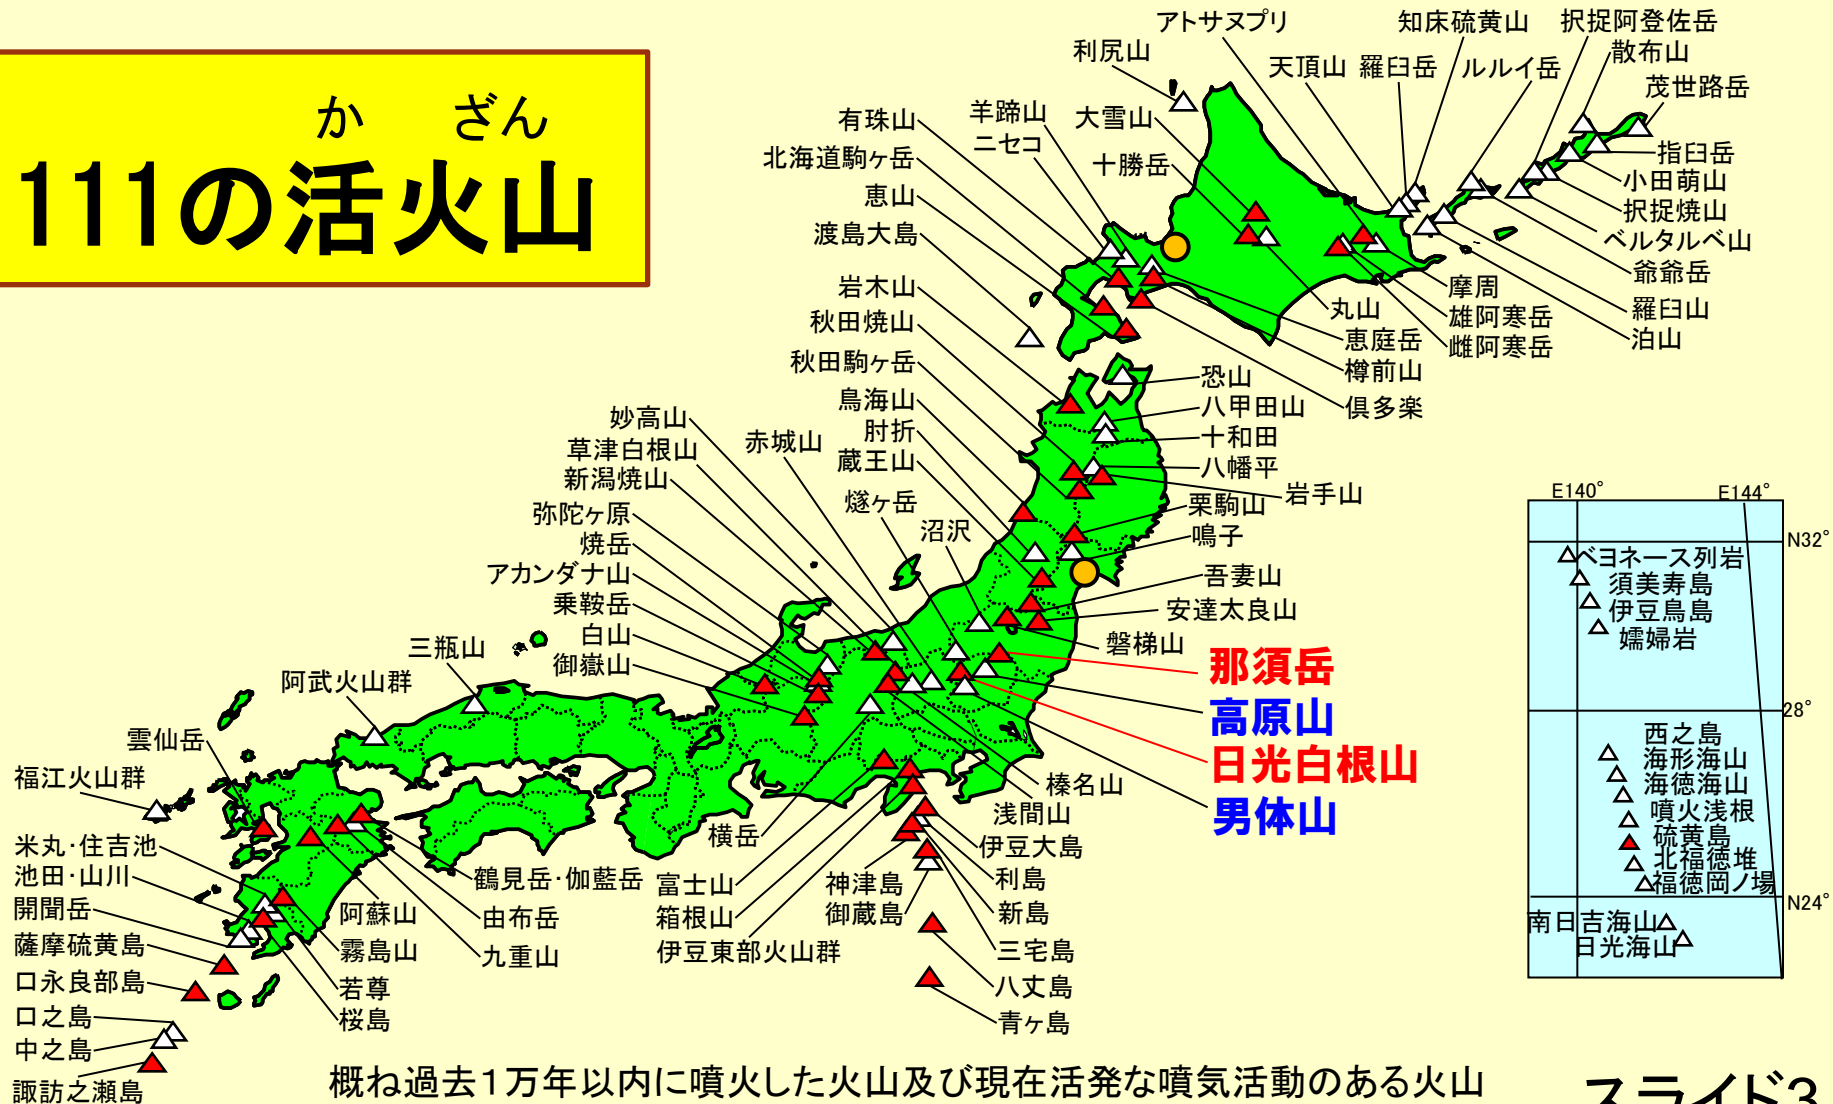 か ざん
111の活火山
アトサヌプリ
知床硫黄山
択捉阿登佐岳
利尻山
散布山
天頂山
羅臼岳
ルルイ岳
茂世路岳
有珠山
羊蹄山
大雪山
ニセコ
北海道駒ヶ岳
十勝岳
指臼岳
恵山
小田萌山
択捉焼山
渡島大島
ベルタルベ山
爺爺岳
岩木山
摩周
丸山
羅臼山
秋田焼山
雄阿寒岳
恵庭岳
泊山
雌阿寒岳
秋田駒ヶ岳
樽前山
恐山
鳥海山
八甲田山
倶多楽
妙高山
肘折
赤城山
十和田
草津白根山
蔵王山
八幡平
新潟焼山
岩手山
燧ヶ岳
栗駒山
弥陀ヶ原
沼沢
鳴子
焼岳
アカンダナ山
吾妻山
乗鞍岳
安達太良山
白山
磐梯山
三瓶山
御嶽山
那須岳
阿武火山群
高原山
雲仙岳
日光白根山
福江火山群
榛名山
浅間山
男体山
横岳
伊豆大島
米丸・住吉池
池田・山川
鶴見岳・伽藍岳
富士山
神津島
利島
開聞岳
阿蘇山
由布岳
箱根山
御蔵島
新島
薩摩硫黄島
霧島山
九重山
伊豆東部火山群
三宅島
口永良部島
若尊
八丈島
口之島
桜島
青ヶ島
中之島
諏訪之瀬島
E140°
E144°
N32°
ベヨネース列岩
須美寿島
伊豆鳥島
孀婦岩
28°
西之島
海形海山
海徳海山
噴火浅根
硫黄島
北福徳堆
福徳岡ノ場
N24°
南日吉海山
日光海山
概ね過去１万年以内に噴火した火山及び現在活発な噴気活動のある火山
スライド3